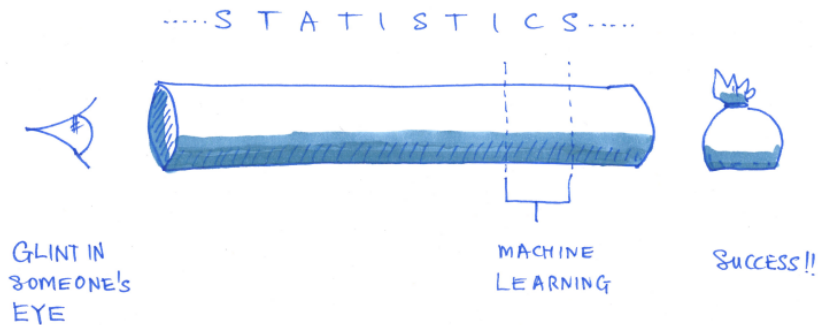 .....STATISTICS.....
GLINT IN
SOMEONE'S
EYE
MACHINE
LEARNING
SUCCESS!!